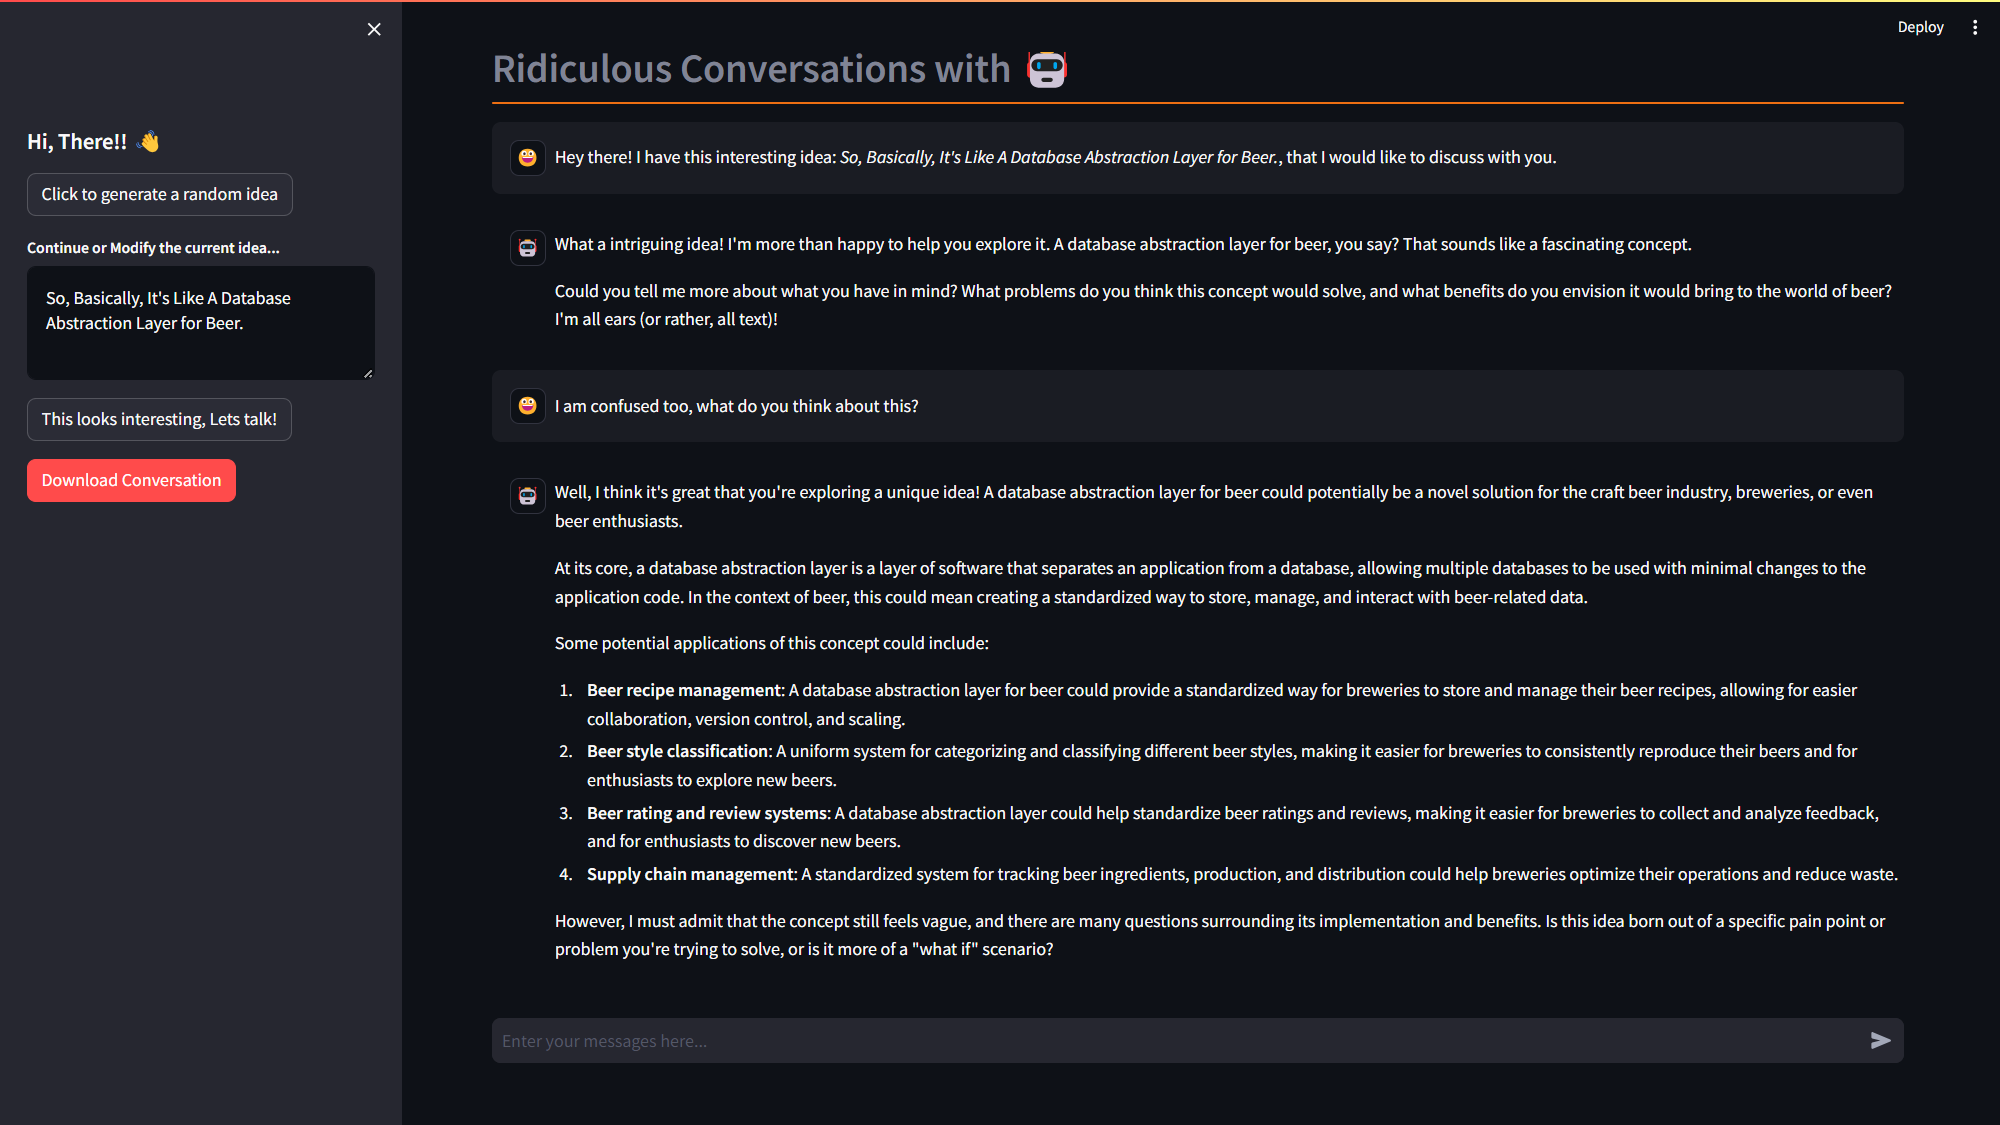 Deploy
Hi, There!! 👋
Click to generate a random idea
Continue or Modify the current idea...
So, Basically, It's Like A Database
Abstraction Layer for Beer.
This looks interesting, Lets talk!
Download Conversation
Ridiculous Conversations with 🤖
Hey there! I have this interesting idea: So, Basically, It's Like A Database Abstraction Layer for Beer., that I would like to discuss with you.
What a intriguing idea! I'm more than happy to help you explore it. A database abstraction layer for beer, you say? That sounds like a fascinating concept.
Could you tell me more about what you have in mind? What problems do you think this concept would solve, and what benefits do you envision it would bring to the world of beer?
I'm all ears (or rather, all text)!
I am confused too, what do you think about this?
Well, I think it's great that you're exploring a unique idea! A database abstraction layer for beer could potentially be a novel solution for the craft beer industry, breweries, or even
beer enthusiasts.
At its core, a database abstraction layer is a layer of software that separates an application from a database, allowing multiple databases to be used with minimal changes to the
application code. In the context of beer, this could mean creating a standardized way to store, manage, and interact with beer-related data.
Some potential applications of this concept could include:
1. Beer recipe management: A database abstraction layer for beer could provide a standardized way for breweries to store and manage their beer recipes, allowing for easier
collaboration, version control, and scaling.
2. Beer style classification: A uniform system for categorizing and classifying different beer styles, making it easier for breweries to consistently reproduce their beers and for
enthusiasts to explore new beers.
3. Beer rating and review systems: A database abstraction layer could help standardize beer ratings and reviews, making it easier for breweries to collect and analyze feedback,
and for enthusiasts to discover new beers.
4. Supply chain management: A standardized system for tracking beer ingredients, production, and distribution could help breweries optimize their operations and reduce waste.
However, I must admit that the concept still feels vague, and there are many questions surrounding its implementation and benefits. Is this idea born out of a specific pain point or
problem you're trying to solve, or is it more of a "what if" scenario?
Enter your messages here...